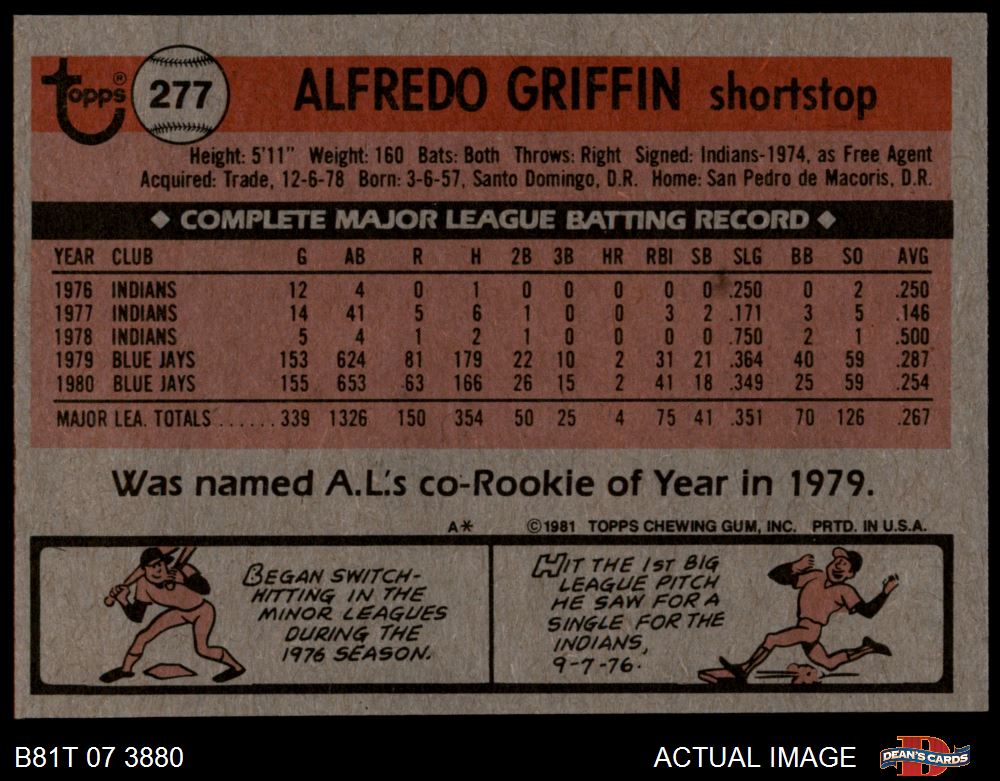 Topps® 277 ALFREDO GRIFFIN shortstop
Height: 5'11" Weight: 160 Bats: Both Throws: Right Signed: Indians-1974, as Free Agent
Acquired: Trade, 12-6-78 Born: 3-6-57, Santo Domingo, D.R. Home: San Pedro de Macoris, D.R.
◆ COMPLETE MAJOR LEAGUE BATTING RECORD ◆
YEAR CLUB G AB R H 2B 3B HR RBI SB SLG BB SO AVG
1976 INDIANS 12 4 0 1 0 0 0 0 0 .250 0 2 .250
1977 INDIANS 14 41 5 6 1 0 0 3 2 .171 3 5 .146
1978 INDIANS 5 4 1 2 1 0 0 0 0 .750 2 1 .500
1979 BLUE JAYS 153 624 81 179 22 10 2 31 21 .364 40 59 .287
1980 BLUE JAYS 155 653 63 166 26 15 2 41 18 .349 25 59 .254
MAJOR LEA. TOTALS ...... 339 1326 150 354 50 25 4 75 41 .351 70 126 .267
Was named A.L.'s co-Rookie of Year in 1979.
A* ©1981 TOPPS CHEWING GUM, INC. PRTD. IN U.S.A.
BEGAN SWITCH-
HITTING IN THE
MINOR LEAGUES
DURING THE
1976 SEASON.
HIT THE 1ST BIG
LEAGUE PITCH
HE SAW FOR A
SINGLE FOR THE
INDIANS,
9-7-76.
B81T 07 3880 ACTUAL IMAGE DEAN'S CARDS